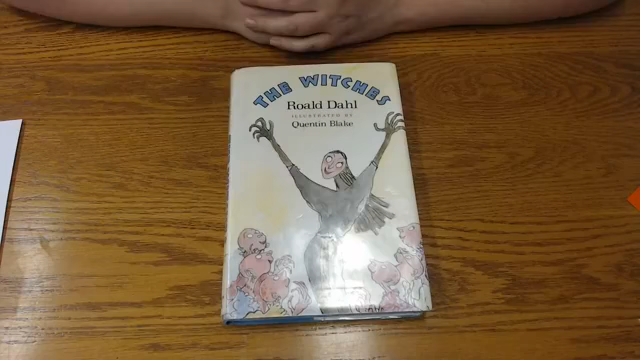 THE WITCHES
Roald Dahl
ILLUSTRATED BY
Quentin Blake